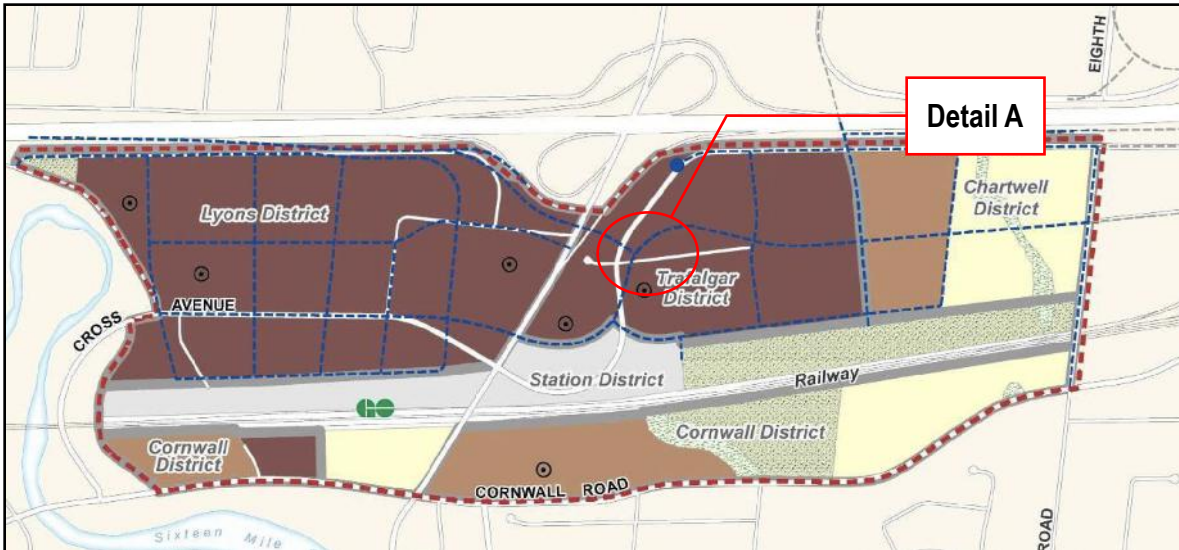 EIGHTH
Detail A
Chartwell
District
Lyons District
Trafalgar
District
CROSS
AVENUE
Station District
Railway
GO
Cornwall
District
Cornwall District
CORNWALL ROAD
Sixteen Mile
ROAD